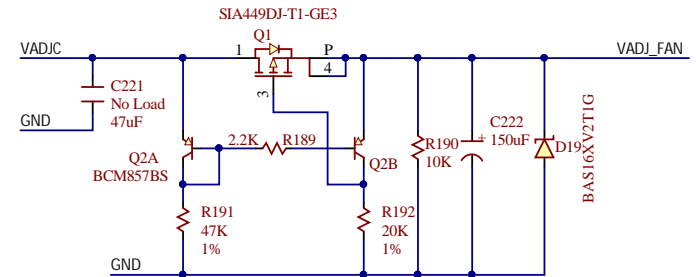 SIA449DJ-T1-GE3
Q1
VADJC
1
P
4
3
VADJ_FAN
C221
No Load
47uF
GND
2.2K
R189
Q2A
BCM857BS
Q2B
R190
10K
C222
+
150uF
D19
BAS16XV2T1G
R191
47K
1%
R192
20K
1%
GND